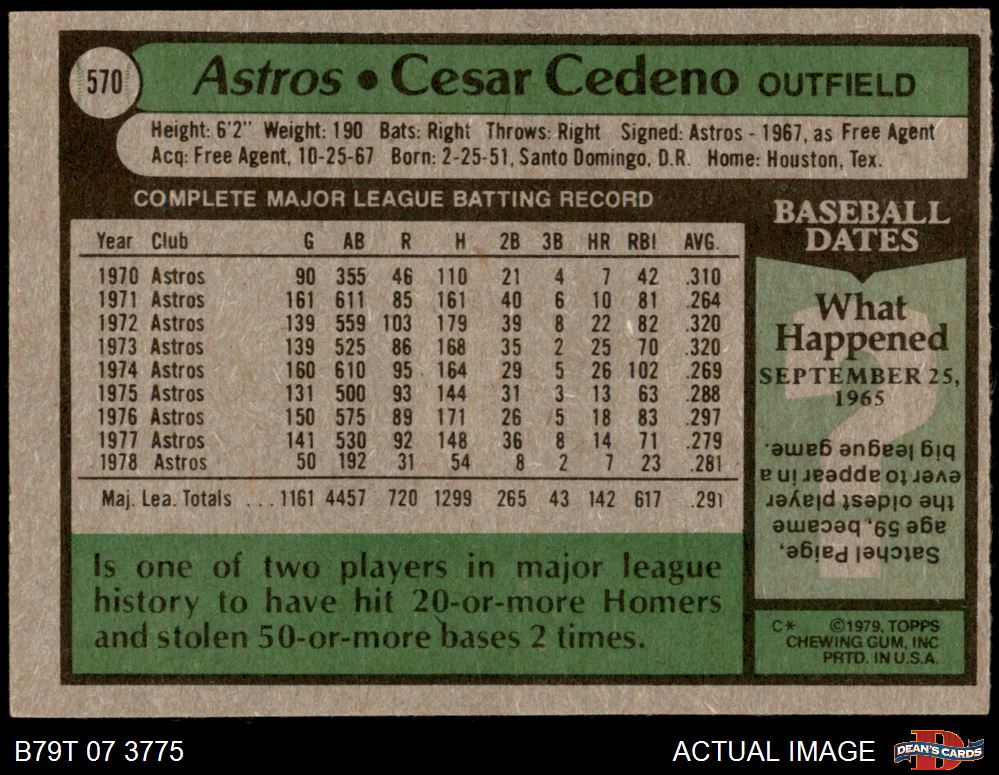 570
Astros • Cesar Cedeno OUTFIELD
Height: 6'2" Weight: 190 Bats: Right Throws: Right Signed: Astros - 1967, as Free Agent
Acq: Free Agent, 10-25-67 Born: 2-25-51, Santo Domingo, D.R. Home: Houston, Tex.
COMPLETE MAJOR LEAGUE BATTING RECORD
Year Club G AB R H 2B 3B HR RBI AVG.
1970 Astros 90 355 46 110 21 4 7 42 .310
1971 Astros 161 611 85 161 40 6 10 81 .264
1972 Astros 139 559 103 179 39 8 22 82 .320
1973 Astros 139 525 86 168 35 2 25 70 .320
1974 Astros 160 610 95 164 29 5 26 102 .269
1975 Astros 131 500 93 144 31 3 13 63 .288
1976 Astros 150 575 89 171 26 5 18 83 .297
1977 Astros 141 530 92 148 36 8 14 71 .279
1978 Astros 50 192 31 54 8 2 7 23 .281
Maj. Lea. Totals ... 1161 4457 720 1299 265 43 142 617 .291
Is one of two players in major league
history to have hit 20-or-more Homers
and stolen 50-or-more bases 2 times.
BASEBALL
DATES
What
Happened
SEPTEMBER 25,
1965
?
Satchel Paige,
age 59, became
the oldest player
ever to appear in a
big league game.
C* ©1979, TOPPS
CHEWING GUM, INC
PRTD. IN U.S.A.
B79T 07 3775
ACTUAL IMAGE
D
DEAN'S CARDS